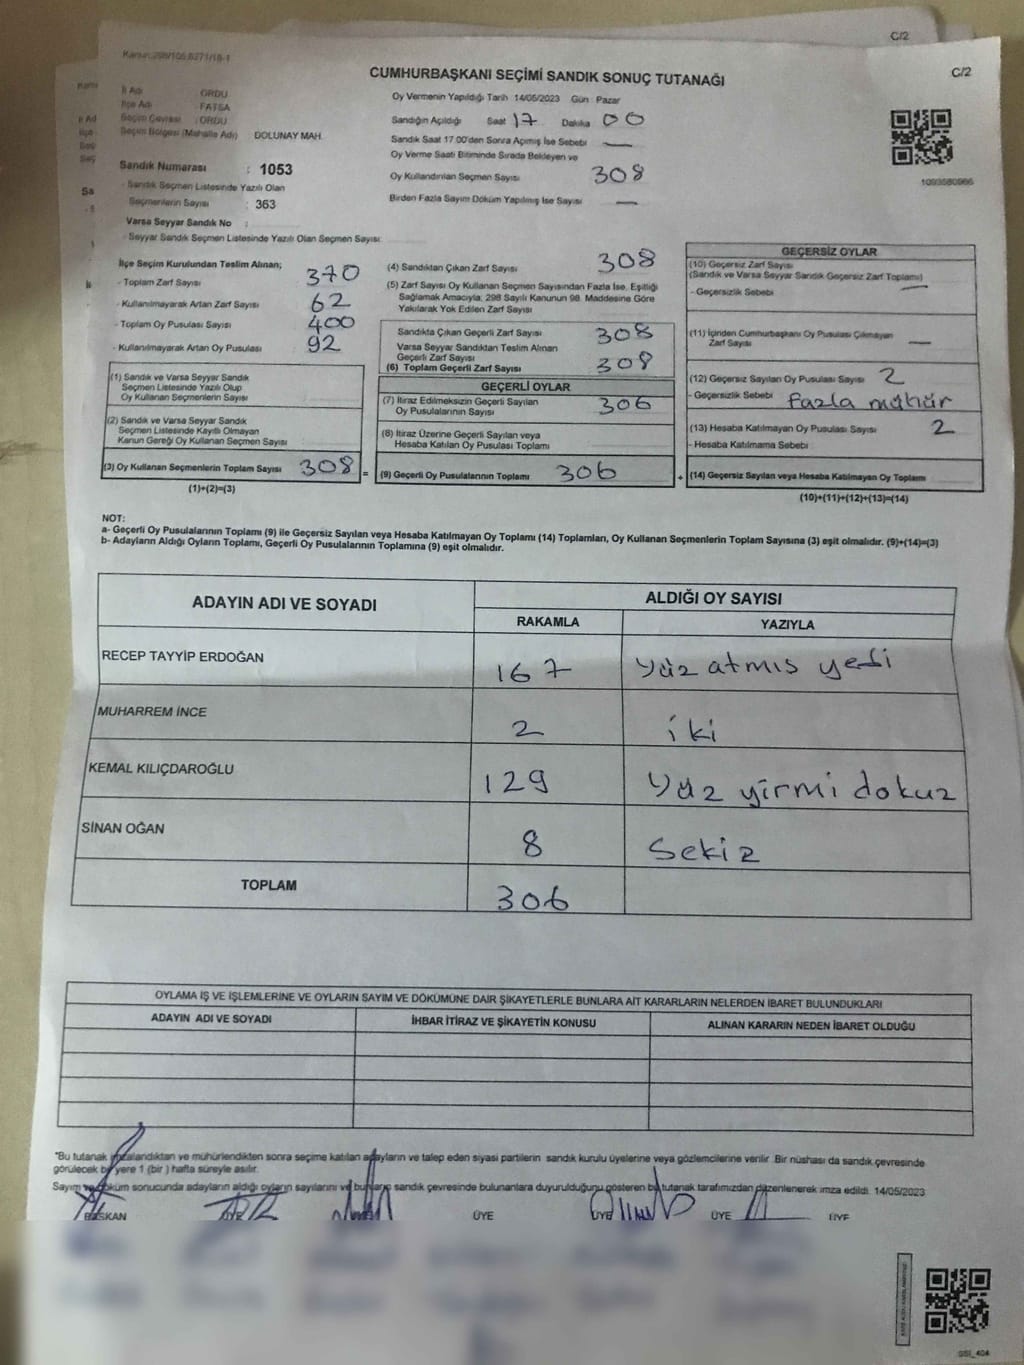 C/2
Kanun:298/105,6271/18-1
C/2
CUMHURBAŞKANI SEÇİMİ SANDIK SONUÇ TUTANAĞI
İl Adı : ORDU
İlçe Adı : FATSA
Seçim Çevresi : ORDU
Seçim Bölgesi (Mahalle Adı) DOLUNAY MAH.
Sandık Numarası : 1053
- Sandık Seçmen Listesinde Yazılı Olan
Seçmenlerin Sayısı : 363
Varsa Seyyar Sandık No :
- Seyyar Sandık Seçmen Listesinde Yazılı Olan Seçmen Sayısı:
Oy Vermenin Yapıldığı Tarih 14/05/2023 Gün : Pazar
Sandığın Açıldığı Saat 17 Dakika 00
Sandık Saat 17.00'den Sonra Açılmış İse Sebebi —
Oy Verme Saati Bitiminde Sırada Bekleyen ve
Oy Kullandırılan Seçmen Sayısı 308
Birden Fazla Sayım Döküm Yapılmış İse Sayısı —
1093580966
İlçe Seçim Kurulundan Teslim Alınan;
- Toplam Zarf Sayısı 370
- Kullanılmayarak Artan Zarf Sayısı 62
- Toplam Oy Pusulası Sayısı 400
- Kullanılmayarak Artan Oy Pusulası 92
(1) Sandık ve Varsa Seyyar Sandık
Seçmen Listesinde Yazılı Olup
Oy Kullanan Seçmenlerin Sayısı
(2) Sandık ve Varsa Seyyar Sandık
Seçmen Listesinde Kayıtlı Olmayan
Kanun Gereği Oy Kullanan Seçmen Sayısı
(3) Oy Kullanan Seçmenlerin Toplam Sayısı 308 =
(1)+(2)=(3)
(4) Sandıktan Çıkan Zarf Sayısı 308
(5) Zarf Sayısı Oy Kullanan Seçmen Sayısından Fazla İse, Eşitliği
Sağlamak Amacıyla; 298 Sayılı Kanunun 98. Maddesine Göre
Yakılarak Yok Edilen Zarf Sayısı
Sandıkta Çıkan Geçerli Zarf Sayısı 308
Varsa Seyyar Sandıktan Teslim Alınan
Geçerli Zarf Sayısı
(6) Toplam Geçerli Zarf Sayısı 308
GEÇERLİ OYLAR
(7) İtiraz Edilmeksizin Geçerli Sayılan
Oy Pusulalarının Sayısı 306
(8) İtiraz Üzerine Geçerli Sayılan veya
Hesaba Katılan Oy Pusulası Toplamı
(9) Geçerli Oy Pusulalarının Toplamı 306 +
GEÇERSİZ OYLAR
(10) Geçersiz Zarf Sayısı
(Sandık ve Varsa Seyyar Sandık Geçersiz Zarf Toplamı) —
- Geçersizlik Sebebi
(11) İçinden Cumhurbaşkanı Oy Pusulası Çıkmayan
Zarf Sayısı —
(12) Geçersiz Sayılan Oy Pusulası Sayısı 2
- Geçersizlik Sebebi fazla mühür
(13) Hesaba Katılmayan Oy Pusulası Sayısı 2
- Hesaba Katılmama Sebebi
(14) Geçersiz Sayılan veya Hesaba Katılmayan Oy Toplamı
(10)+(11)+(12)+(13)=(14)
NOT:
a- Geçerli Oy Pusulalarının Toplamı (9) ile Geçersiz Sayılan veya Hesaba Katılmayan Oy Toplamı (14) Toplamları, Oy Kullanan Seçmenlerin Toplam Sayısına (3) eşit olmalıdır. (9)+(14)=(3)
b- Adayların Aldığı Oyların Toplamı, Geçerli Oy Pusulalarının Toplamına (9) eşit olmalıdır.
ADAYIN ADI VE SOYADI ALDIĞI OY SAYISI
RAKAMLA YAZIYLA
RECEP TAYYİP ERDOĞAN 167 Yüz atmış yedi
MUHARREM İNCE 2 iki
KEMAL KILIÇDAROĞLU 129 Yüz yirmi dokuz
SİNAN OĞAN 8 Sekiz
TOPLAM 306
OYLAMA İŞ VE İŞLEMLERİNE VE OYLARIN SAYIM VE DÖKÜMÜNE DAİR ŞİKAYETLERLE BUNLARA AİT KARARLARIN NELERDEN İBARET BULUNDUKLARI
ADAYIN ADI VE SOYADI İHBAR İTİRAZ VE ŞİKAYETİN KONUSU ALINAN KARARIN NEDEN İBARET OLDUĞU
"Bu tutanak imzalandıktan ve mühürlendikten sonra seçime katılan adayların ve talep eden siyasi partilerin sandık kurulu üyelerine veya gözlemcilerine verilir. Bir nüshası da sandık çevresinde
görülecek bir yere 1 (bir ) hafta süreyle asılır.
Sayım ve döküm sonucunda adayların aldığı oyların sayılarını ve bunların sandık çevresinde bulunanlara duyurulduğunu gösteren bu tutanak tarafımızdan düzenlenerek imza edildi. 14/05/2023
BAŞKAN ÜYE ÜYE ÜYE ÜYE ÜYE
SSI_404